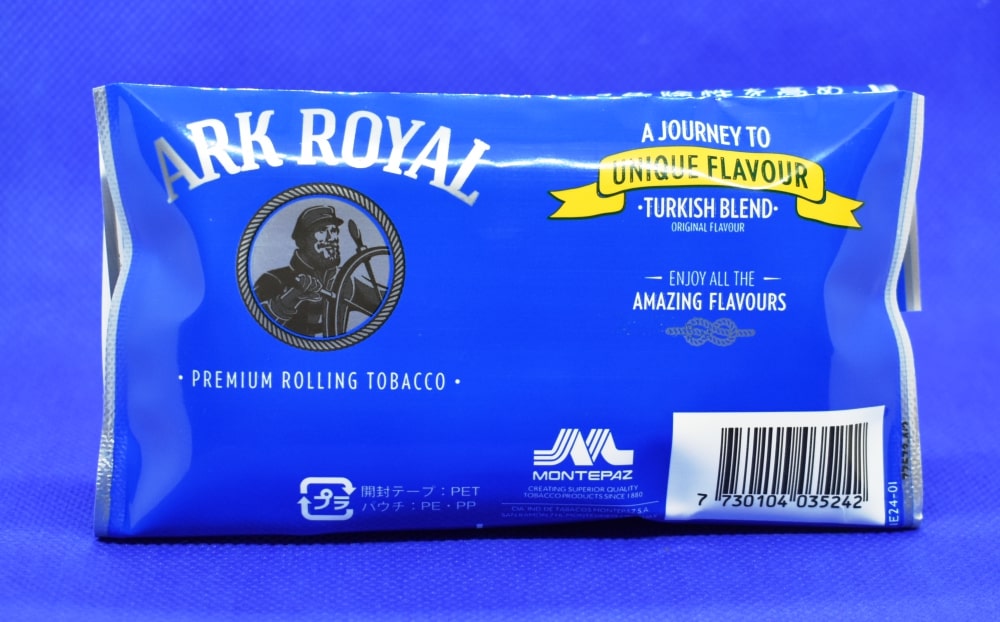 ARK ROYAL
• PREMIUM ROLLING TOBACCO •
A JOURNEY TO
UNIQUE FLAVOUR
·TURKISH BLEND·
ORIGINAL FLAVOUR
ENJOY ALL THE
AMAZING FLAVOURS
プラ
開封テープ：PET
パウチ：PE・PP
MONTEPAZ
CREATING SUPERIOR QUALITY
TOBACCO PRODUCTS SINCE 1880
7 730104 035242